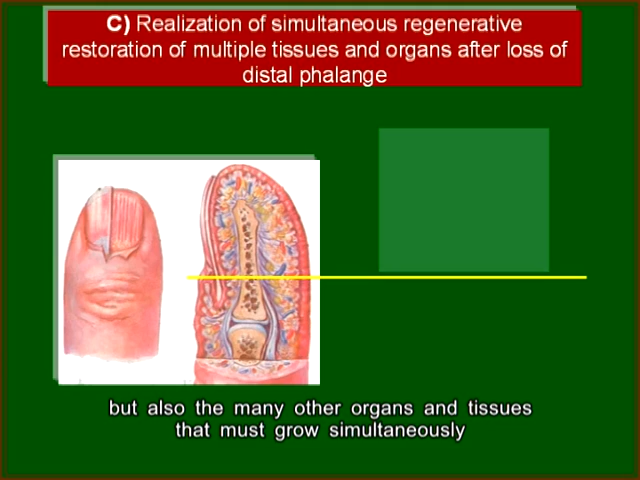 C) Realization of simultaneous regenerative
restoration of multiple tissues and organs after loss of
distal phalange
but also the many other organs and tissues
that must grow simultaneously